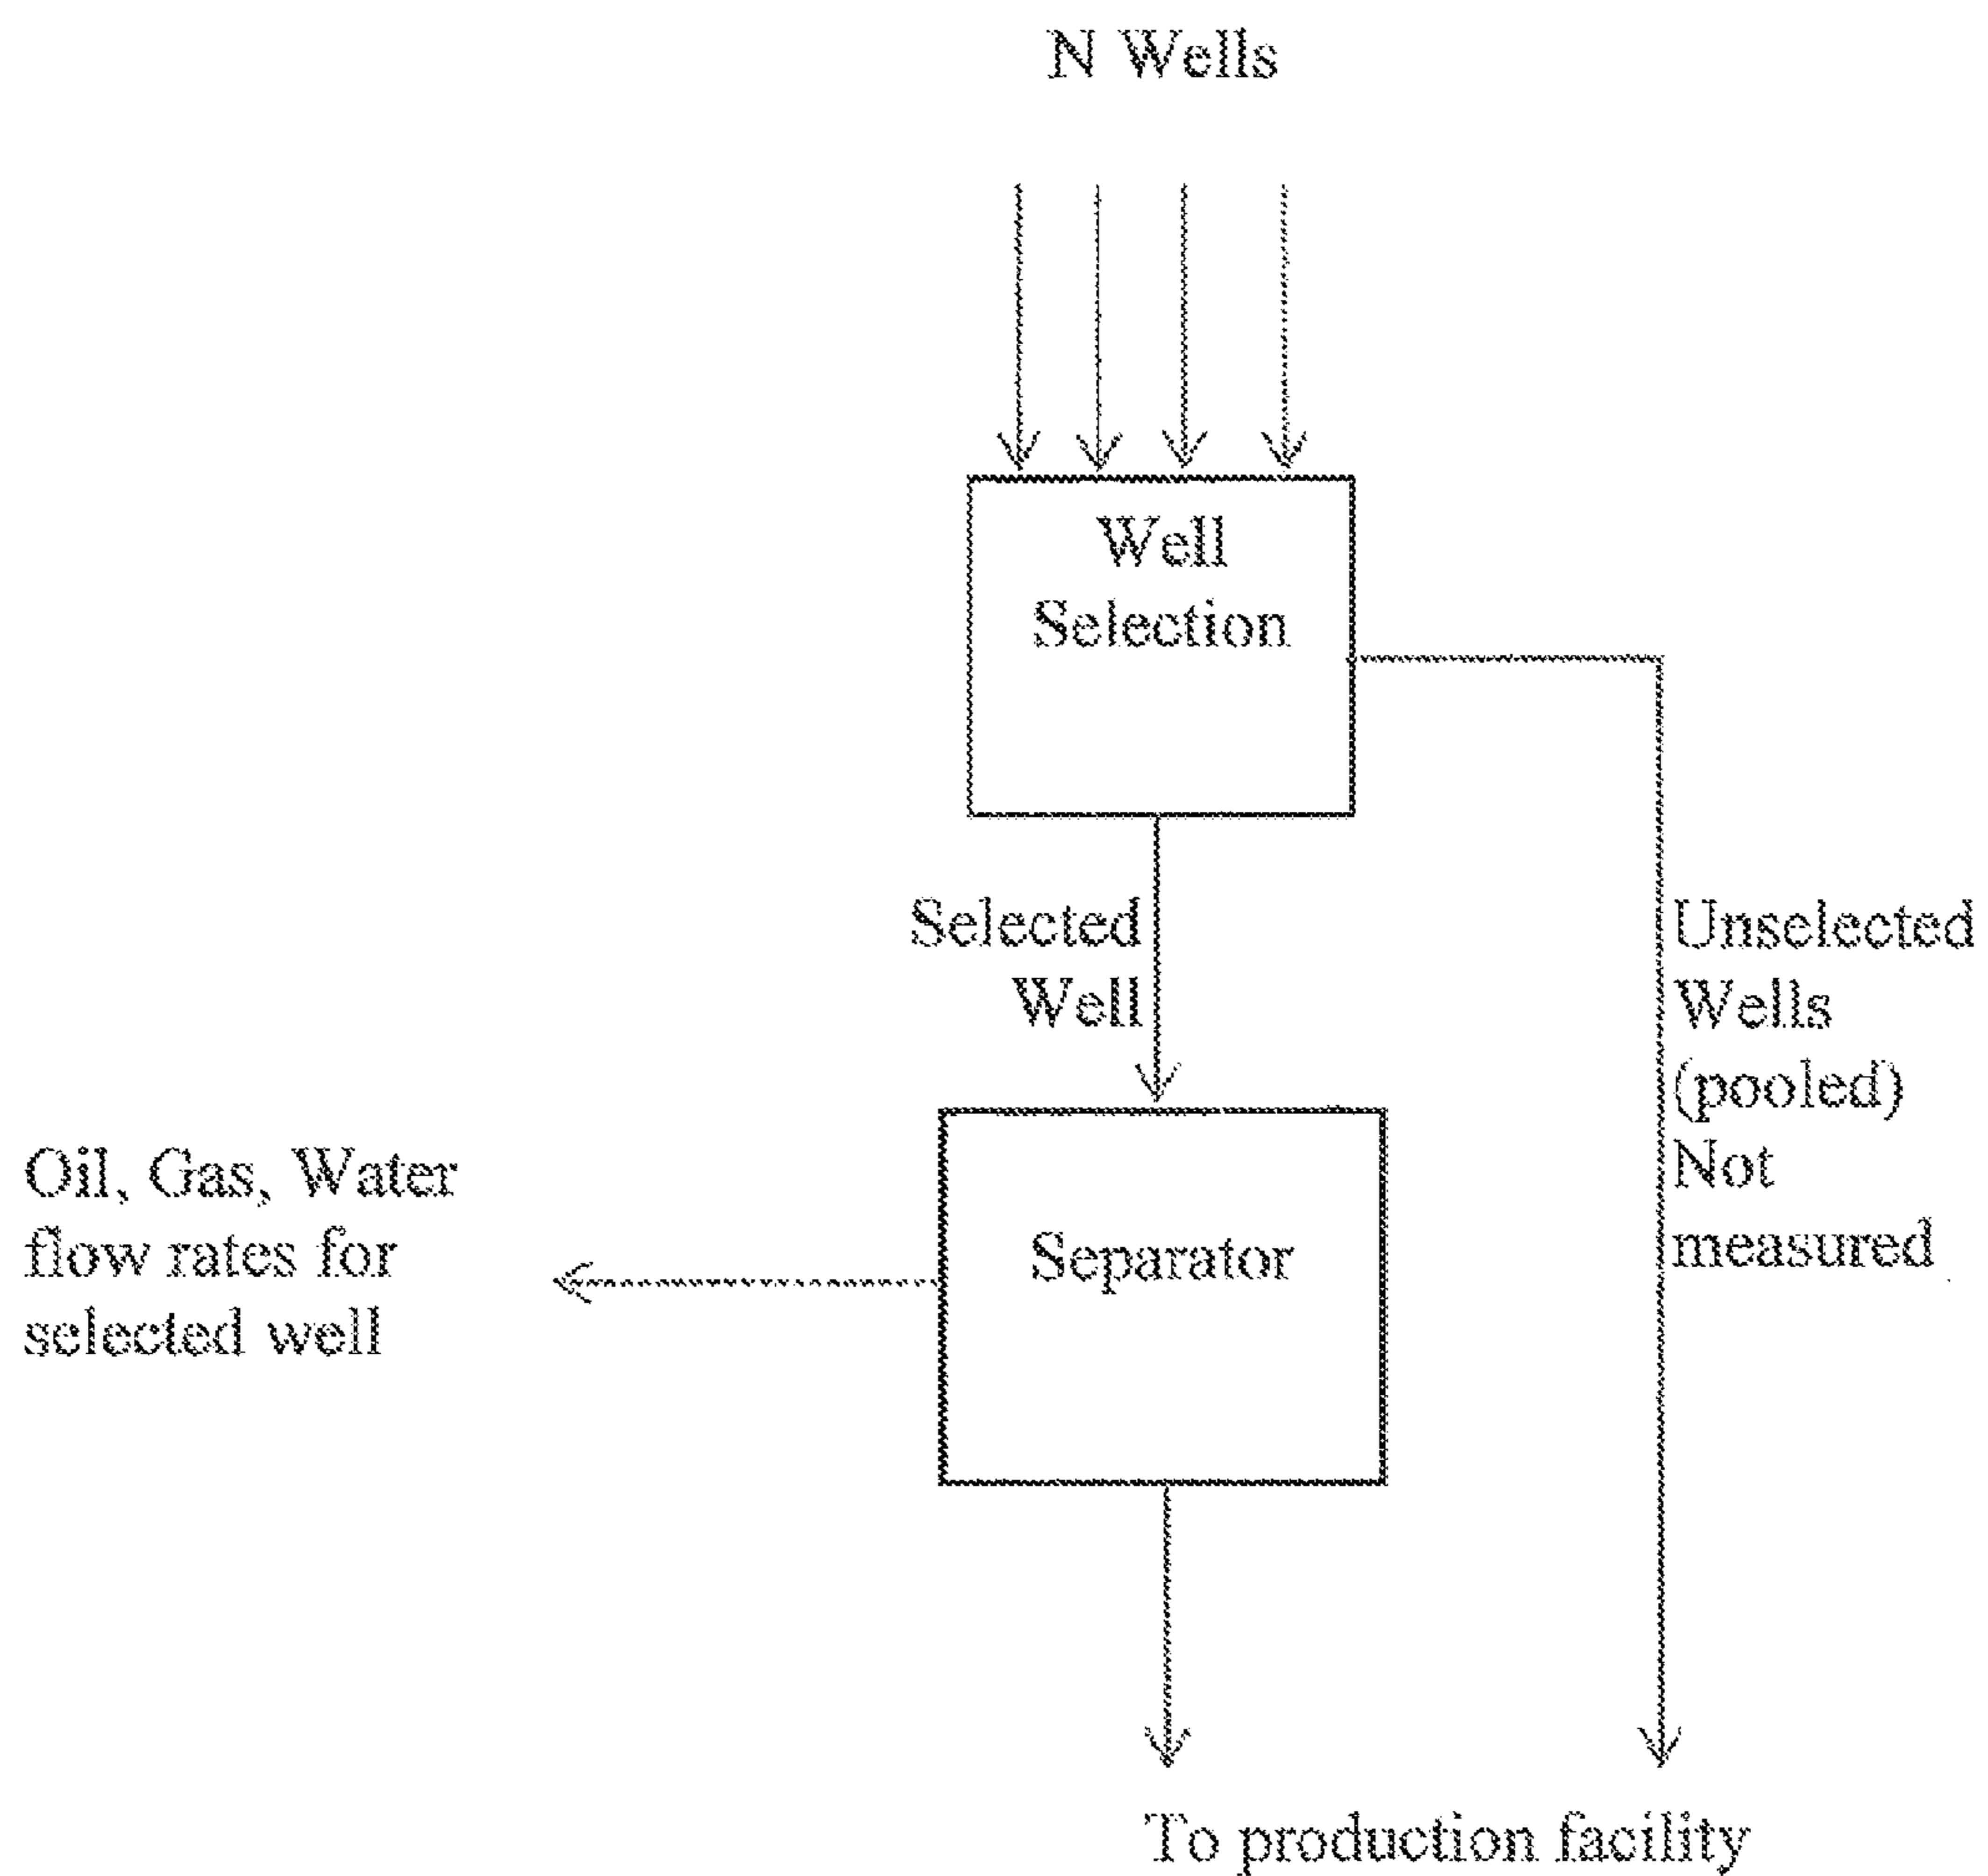 N Wells
Well
Selection
Selected
Well
Unselected
Wells
(pooled)
Not
measured
Oil, Gas, Water
flow rates for
selected well
Separator
To production facility